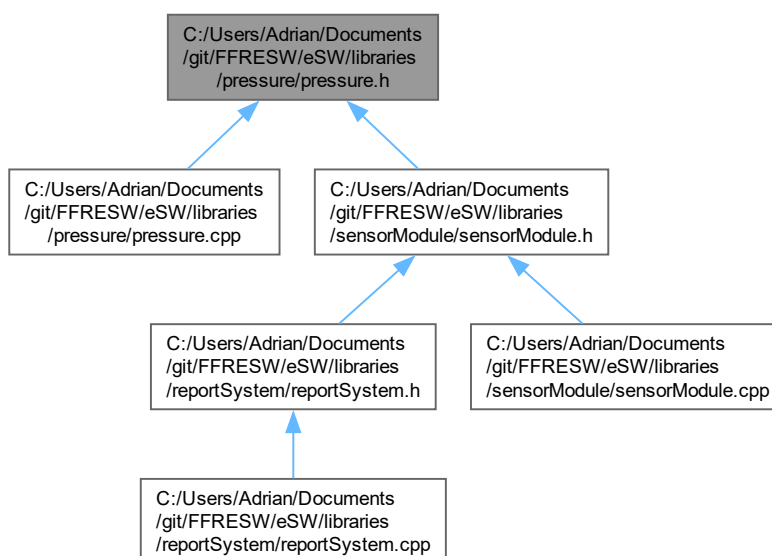 C:/Users/Adrian/Documents
/git/FFRESW/eSW/libraries
/pressure/pressure.h
C:/Users/Adrian/Documents
/git/FFRESW/eSW/libraries
/pressure/pressure.cpp
C:/Users/Adrian/Documents
/git/FFRESW/eSW/libraries
/sensorModule/sensorModule.h
C:/Users/Adrian/Documents
/git/FFRESW/eSW/libraries
/reportSystem/reportSystem.h
C:/Users/Adrian/Documents
/git/FFRESW/eSW/libraries
/sensorModule/sensorModule.cpp
C:/Users/Adrian/Documents
/git/FFRESW/eSW/libraries
/reportSystem/reportSystem.cpp